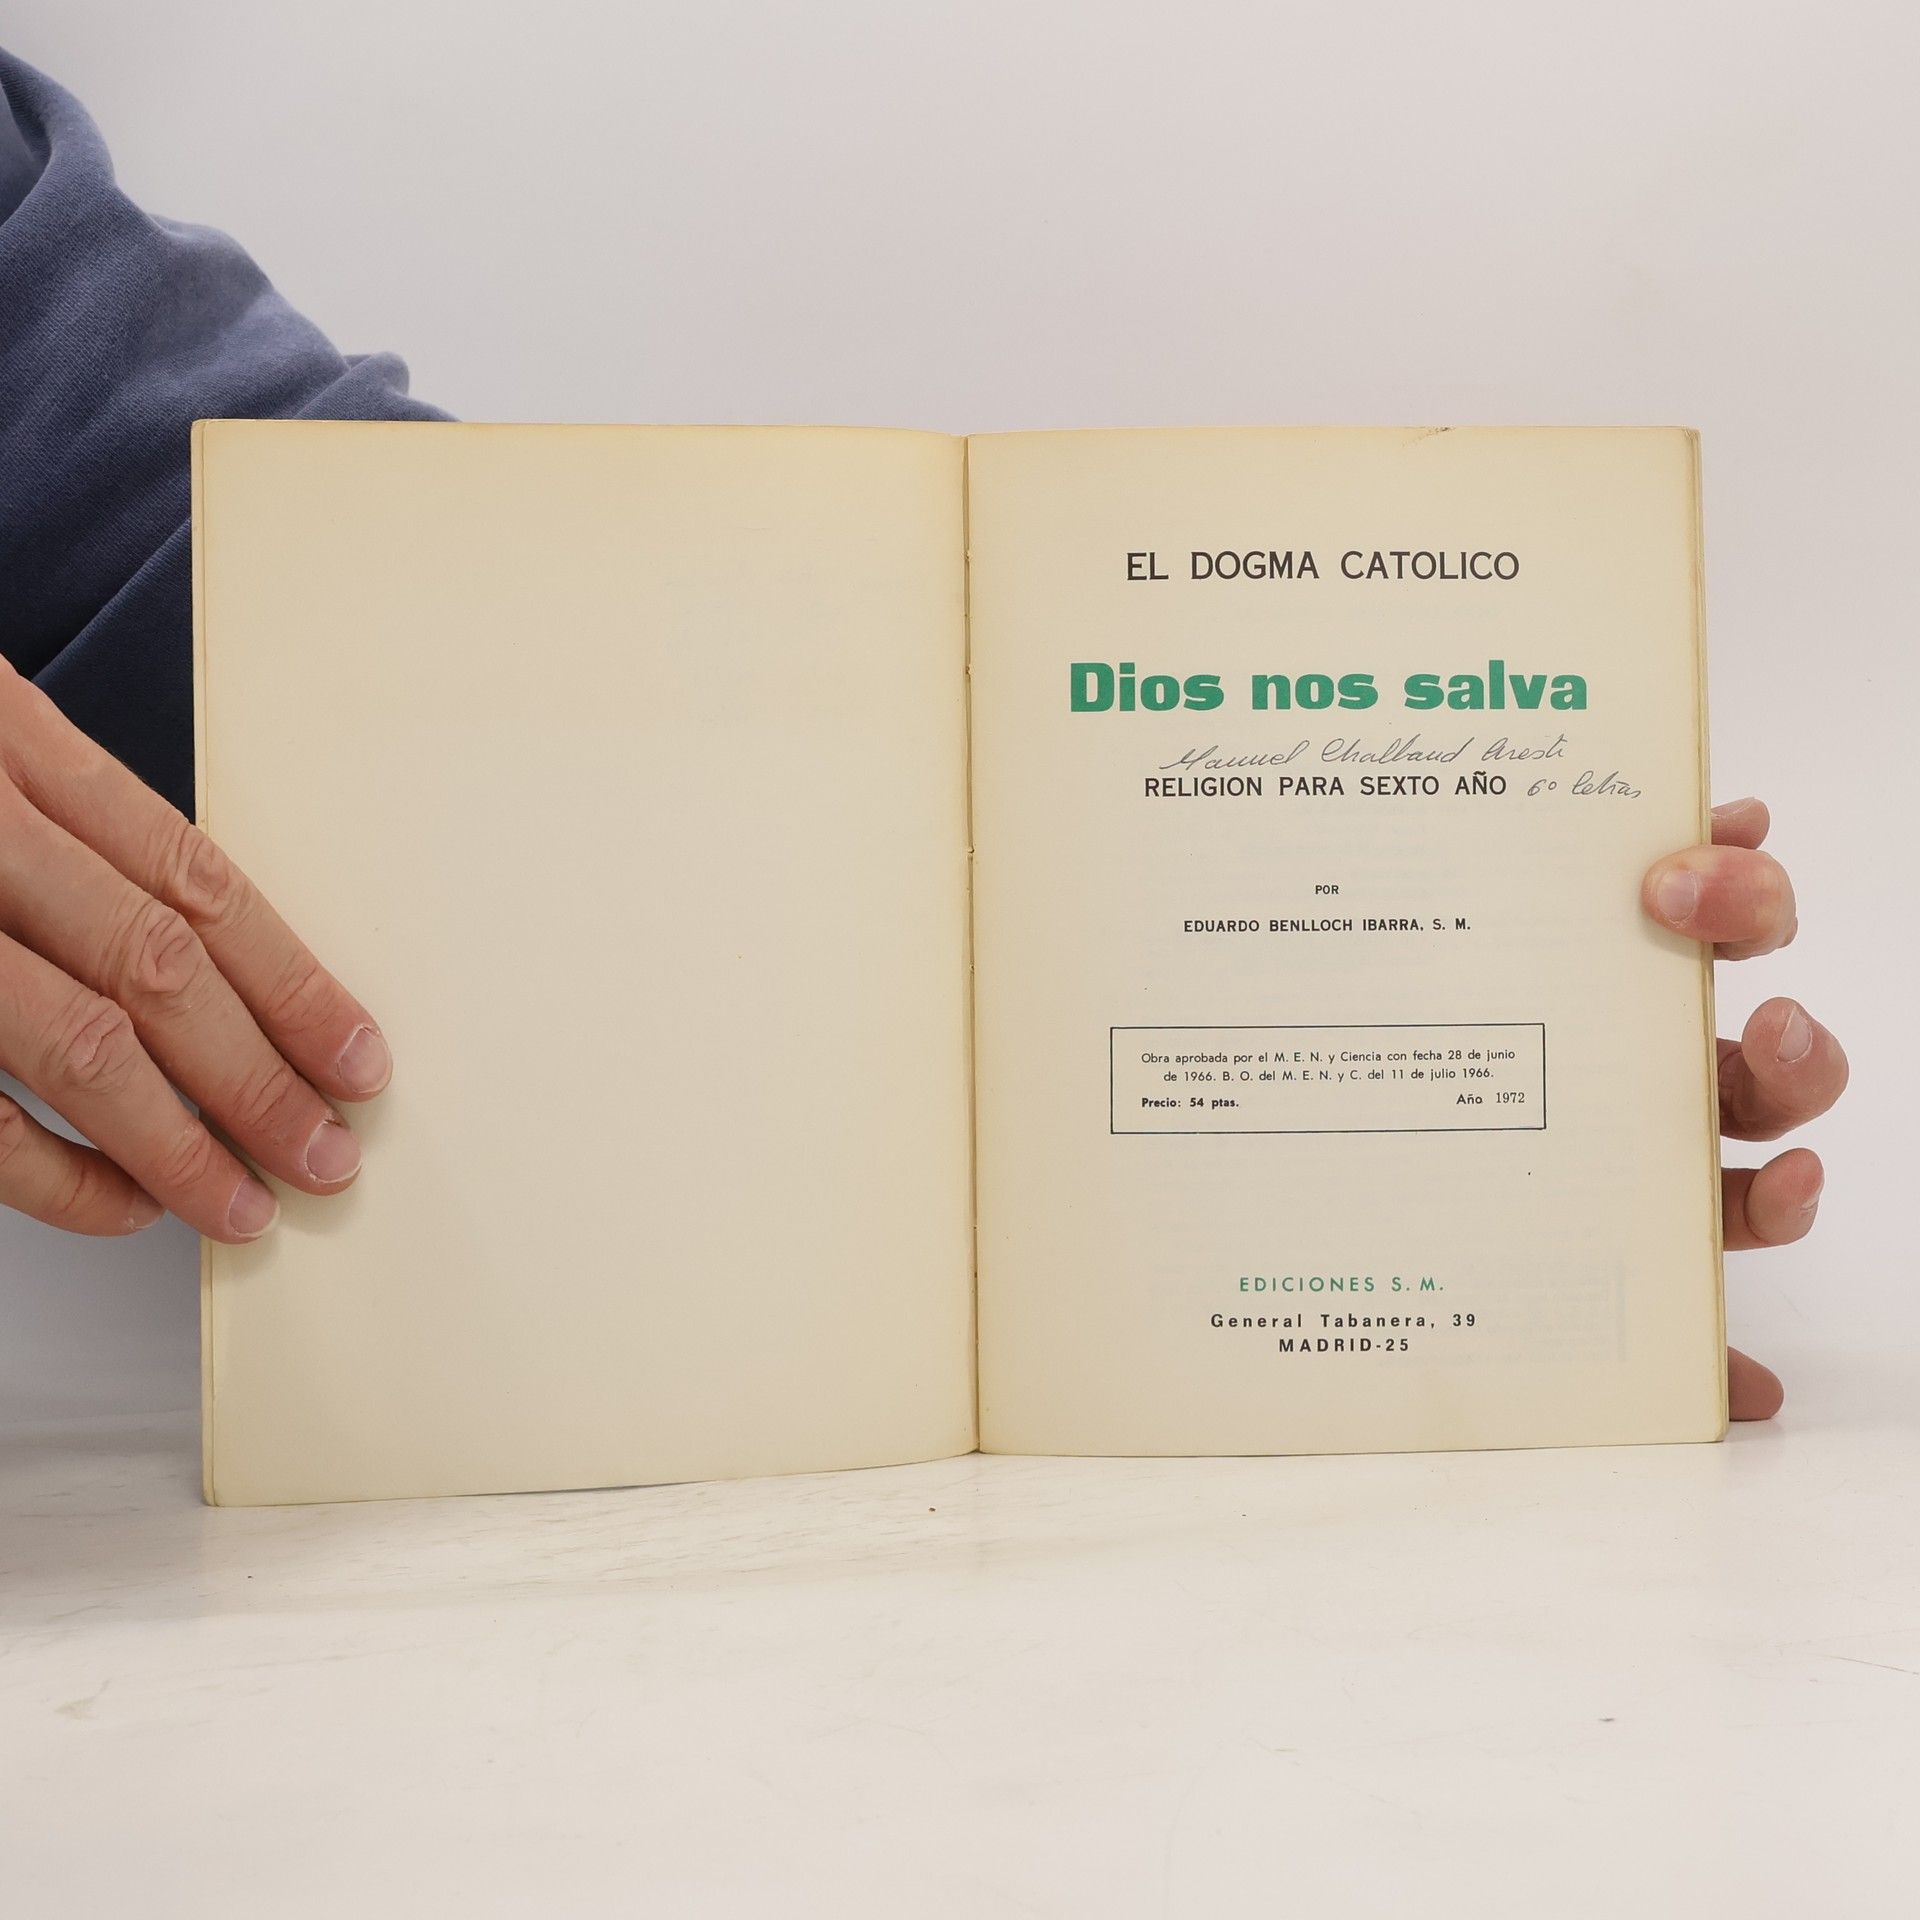 EL DOGMA CATOLICO
Dios nos salva
Manuel Chalbaud Aresti
RELIGION PARA SEXTO AÑO 6º letras
POR
EDUARDO BENLLOCH IBARRA, S. M.
Obra aprobada por el M. E. N. y Ciencia con fecha 28 de junio
de 1966. B. O. del M. E. N. y C. del 11 de julio 1966.
Precio: 54 ptas. Año 1972
EDICIONES S. M.
General Tabanera, 39
MADRID-25